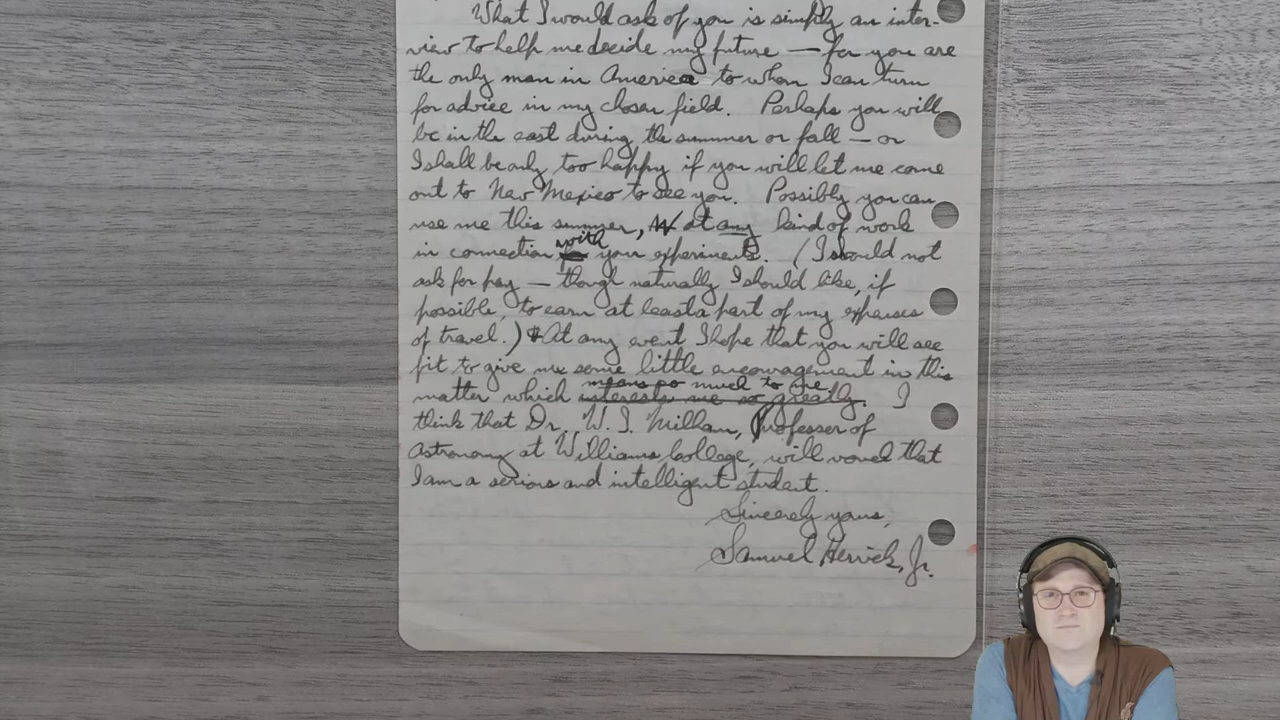 What I would ask of you is simply an inter-
view to help me decide my future — for you are
the only man in America to whom I can turn
for advice in my chosen field. Perhaps you will
be in the east during the summer or fall — or
I shall be only too happy if you will let me come
out to New Mexico to see you. Possibly you can
use me this summer, at any kind of work
in connection with your experiments. (I should not
ask for pay — though naturally I should like, if
possible, to earn at least a part of my expenses
of travel.) At any event I hope that you will see
fit to give me some little encouragement in this
means so much to me.
matter which interests me so greatly. I
think that Dr. W. I. Milham, Professor of
Astronomy at Williams College, will vouch that
I am a serious and intelligent student.
Sincerely yours,
Samuel Herrick, Jr.